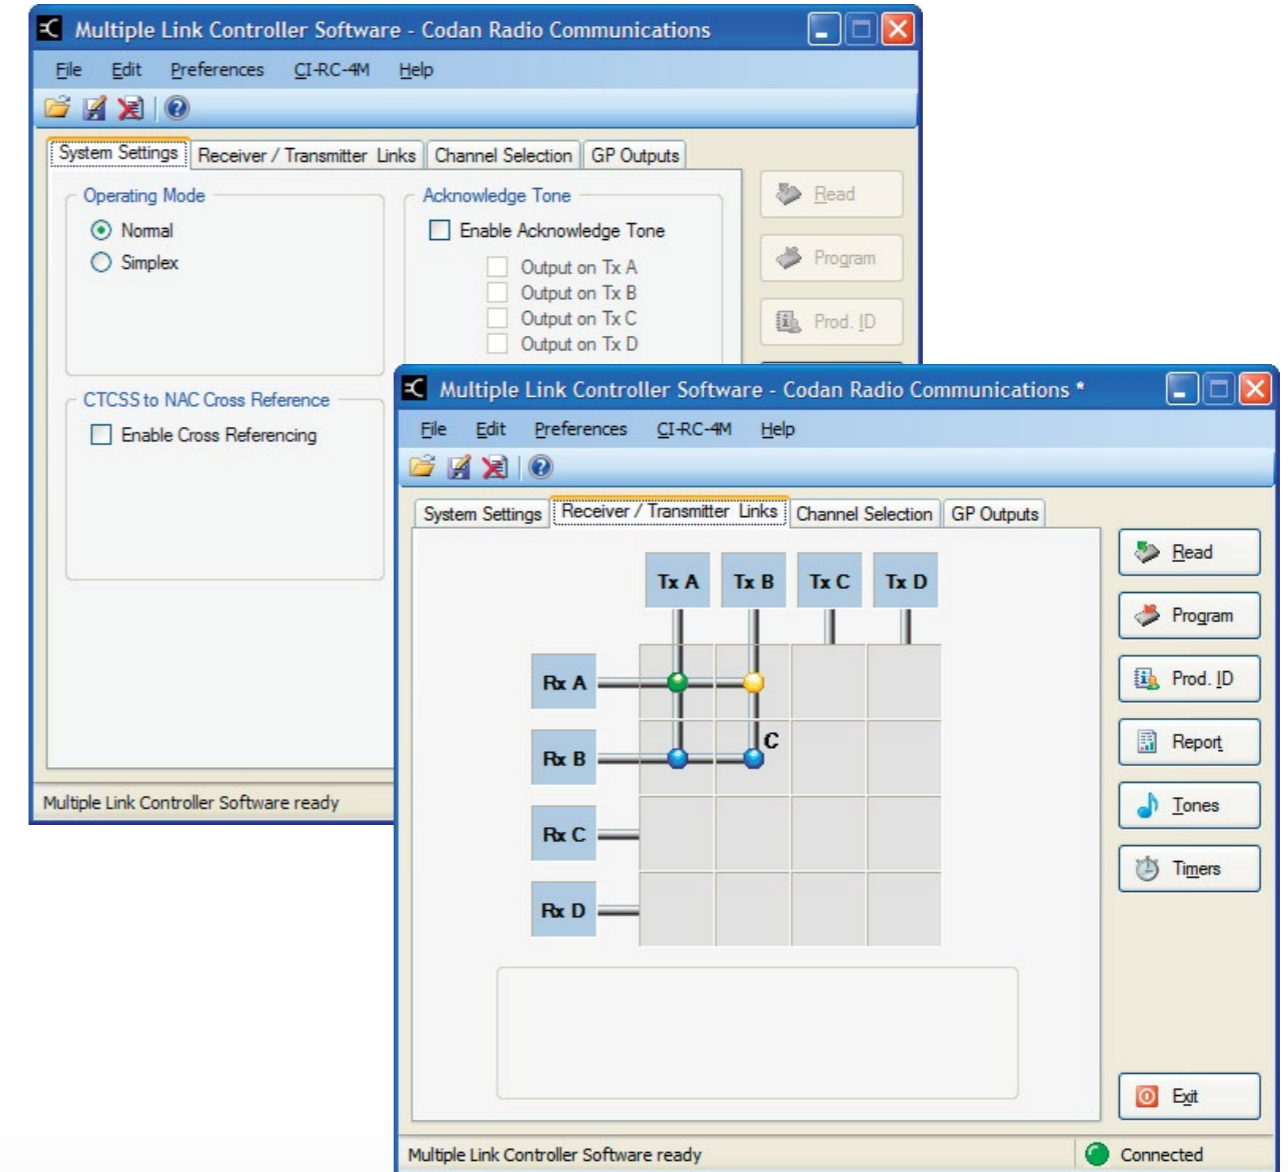 Multiple Link Controller Software - Codan Radio Communications
File Edit Preferences CI-RC-4M Help
System Settings Receiver / Transmitter Links Channel Selection GP Outputs
Operating Mode
Normal
Simplex
Acknowledge Tone
Enable Acknowledge Tone
Output on Tx A
Output on Tx B
Output on Tx C
Output on Tx D
Read
Program
Prod. ID
CTCSS to NAC Cross Reference
Enable Cross Referencing
Multiple Link Controller Software ready
Multiple Link Controller Software - Codan Radio Communications *
File Edit Preferences CI-RC-4M Help
System Settings Receiver / Transmitter Links Channel Selection GP Outputs
Tx A Tx B Tx C Tx D
Rx A
C
Rx B
Rx C
Rx D
Read
Program
Prod. ID
Report
Tones
Timers
Exit
Multiple Link Controller Software ready Connected